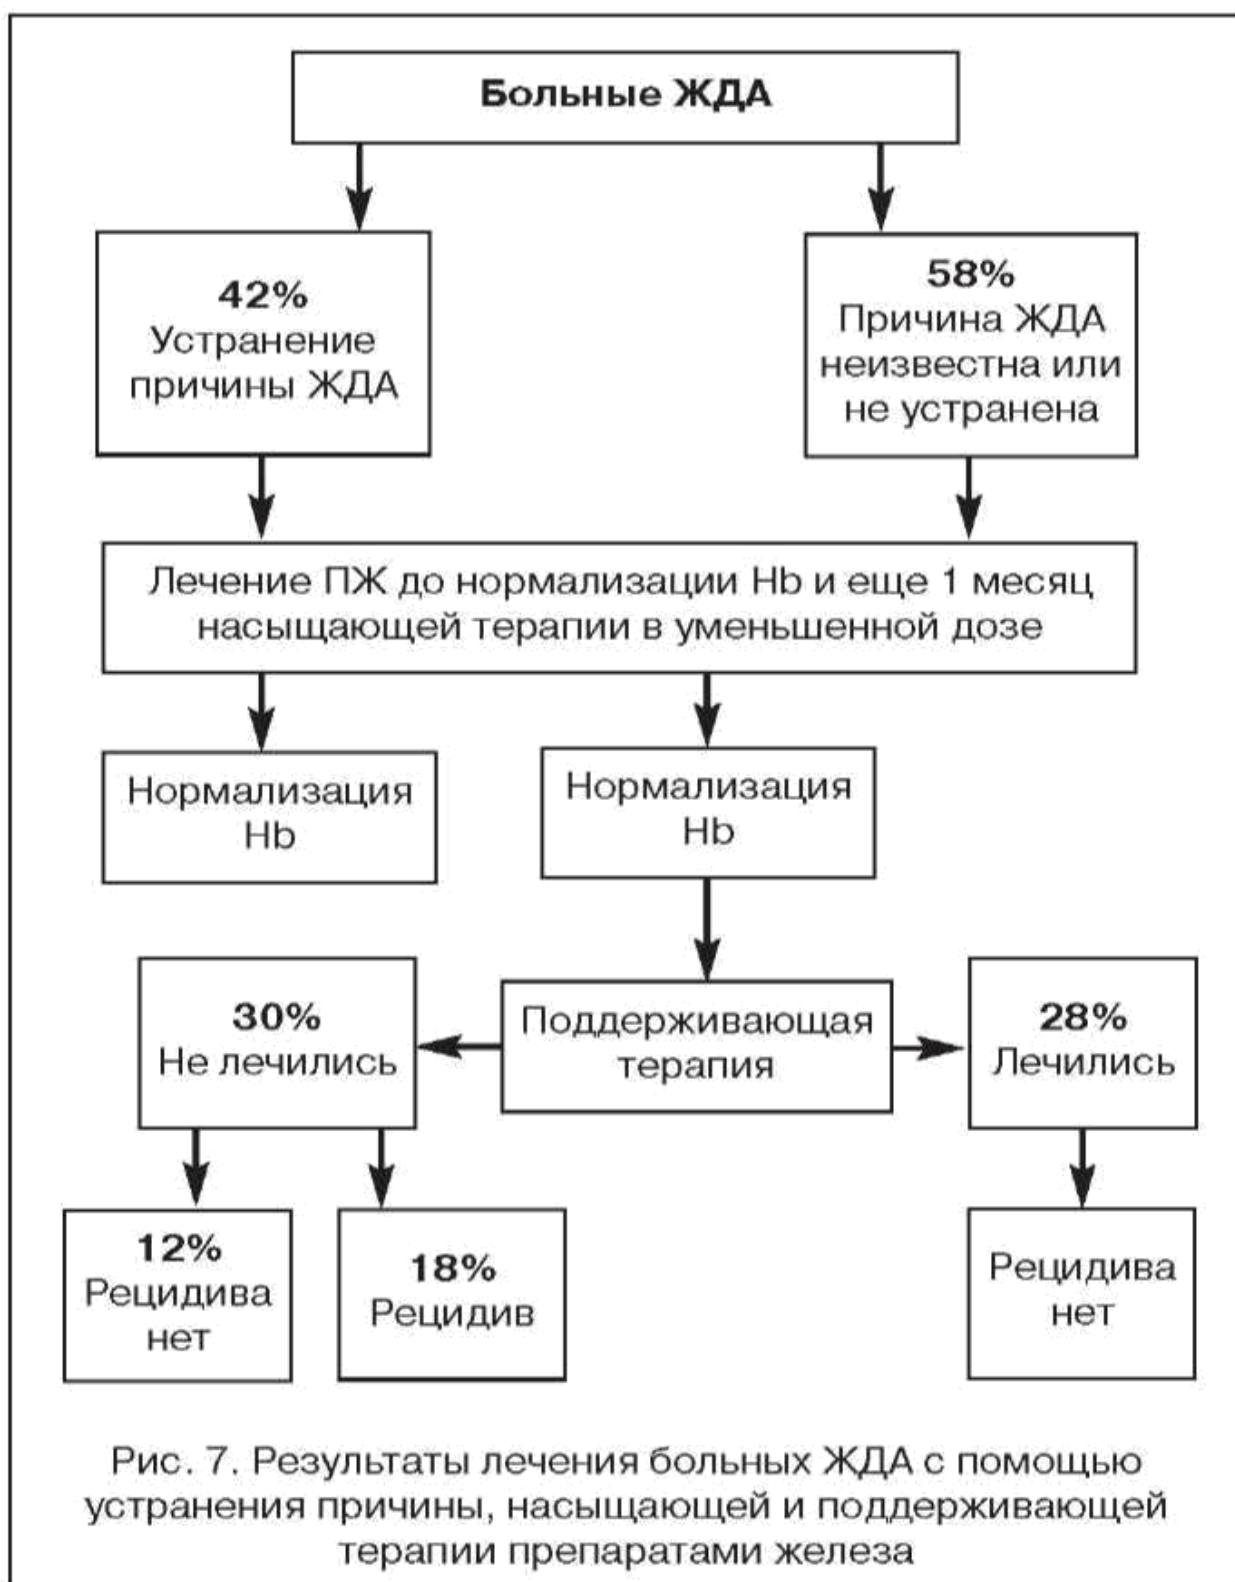 Больные ЖДА
42%
Устранение
причины ЖДА
58%
Причина ЖДА
неизвестна или
не устранена
Лечение ПЖ до нормализации Hb и еще 1 месяц
насыщающей терапии в уменьшенной дозе
Нормализация
Hb
Нормализация
Hb
30%
Не лечились
Поддерживающая
терапия
28%
Лечились
12%
Рецидива
нет
18%
Рецидив
Рецидива
нет
Рис. 7. Результаты лечения больных ЖДА с помощью
устранения причины, насыщающей и поддерживающей
терапии препаратами железа